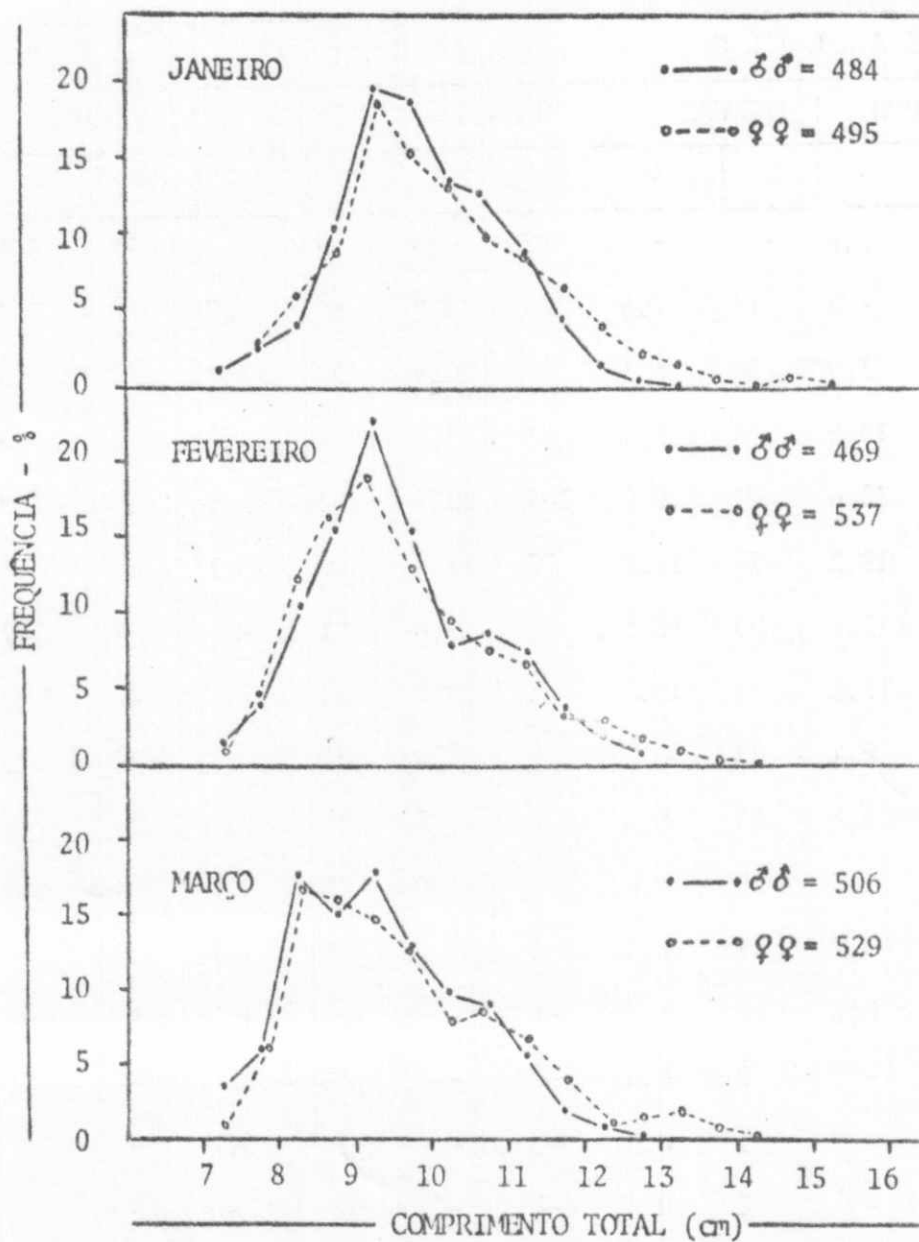 JANEIRO
♂♂ = 484
♀♀ = 495
20
15
10
5
0
FEVEREIRO
♂♂ = 469
♀♀ = 537
20
15
10
5
0
MARÇO
♂♂ = 506
♀♀ = 529
20
15
10
5
0
FREQUÊNCIA - %
7 8 9 10 11 12 13 14 15 16
COMPRIMENTO TOTAL (cm)